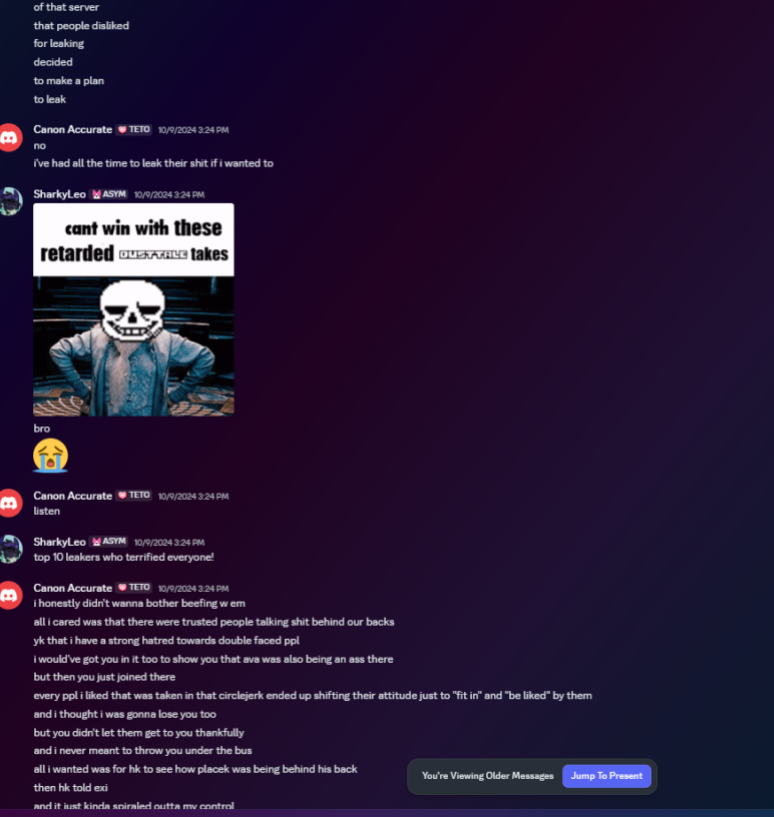 of that server
that people disliked
for leaking
decided
to make a plan
to leak
Canon Accurate TETO 10/9/2024 3:24 PM
no
i've had all the time to leak their shit if i wanted to
SharkyLeo ASYM 10/9/2024 3:24 PM
cant win with these
retarded DUSTTALE takes
bro
Canon Accurate TETO 10/9/2024 3:24 PM
listen
SharkyLeo ASYM 10/9/2024 3:24 PM
top 10 leakers who terrified everyone!
Canon Accurate TETO 10/9/2024 3:24 PM
i honestly didn't wanna bother beefing w em
all i cared was that there were trusted people talking shit behind our backs
yk that i have a strong hatred towards double faced ppl
i would've got you in it too to show you that ava was also being an ass there
but then you just joined there
every ppl i liked that was taken in that circlejerk ended up shifting their attitude just to "fit in" and "be liked" by them
and i thought i was gonna lose you too
but you didn't let them get to you thankfully
and i never meant to throw you under the bus
all i wanted was for hk to see how placek was being behind his back
You're Viewing Older Messages Jump To Present
then hk told exi
and it just kinda spiraled outta my control